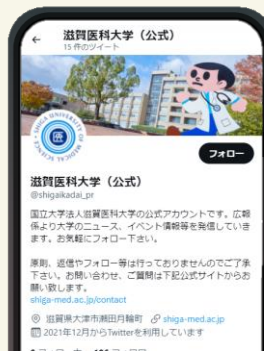 滋賀医科大学（公式）
15 件のツイート
SHIGA UNIVERSITY OF MEDICAL SCIENCE
医
フォロー
滋賀医科大学（公式）
@shigaikadai_pr
国立大学法人滋賀医科大学の公式アカウントです。広報
係より大学のニュース、イベント情報等を発信していき
ます。お気軽にフォロー下さい。
原則、返信やフォロー等は行っておりませんのでご了承
下さい。お問い合わせ、ご質問は下記公式サイトからお
願い致します。
shiga-med.ac.jp/contact
滋賀県大津市瀬田月輪町 shiga-med.ac.jp
2021年12月からTwitterを利用しています